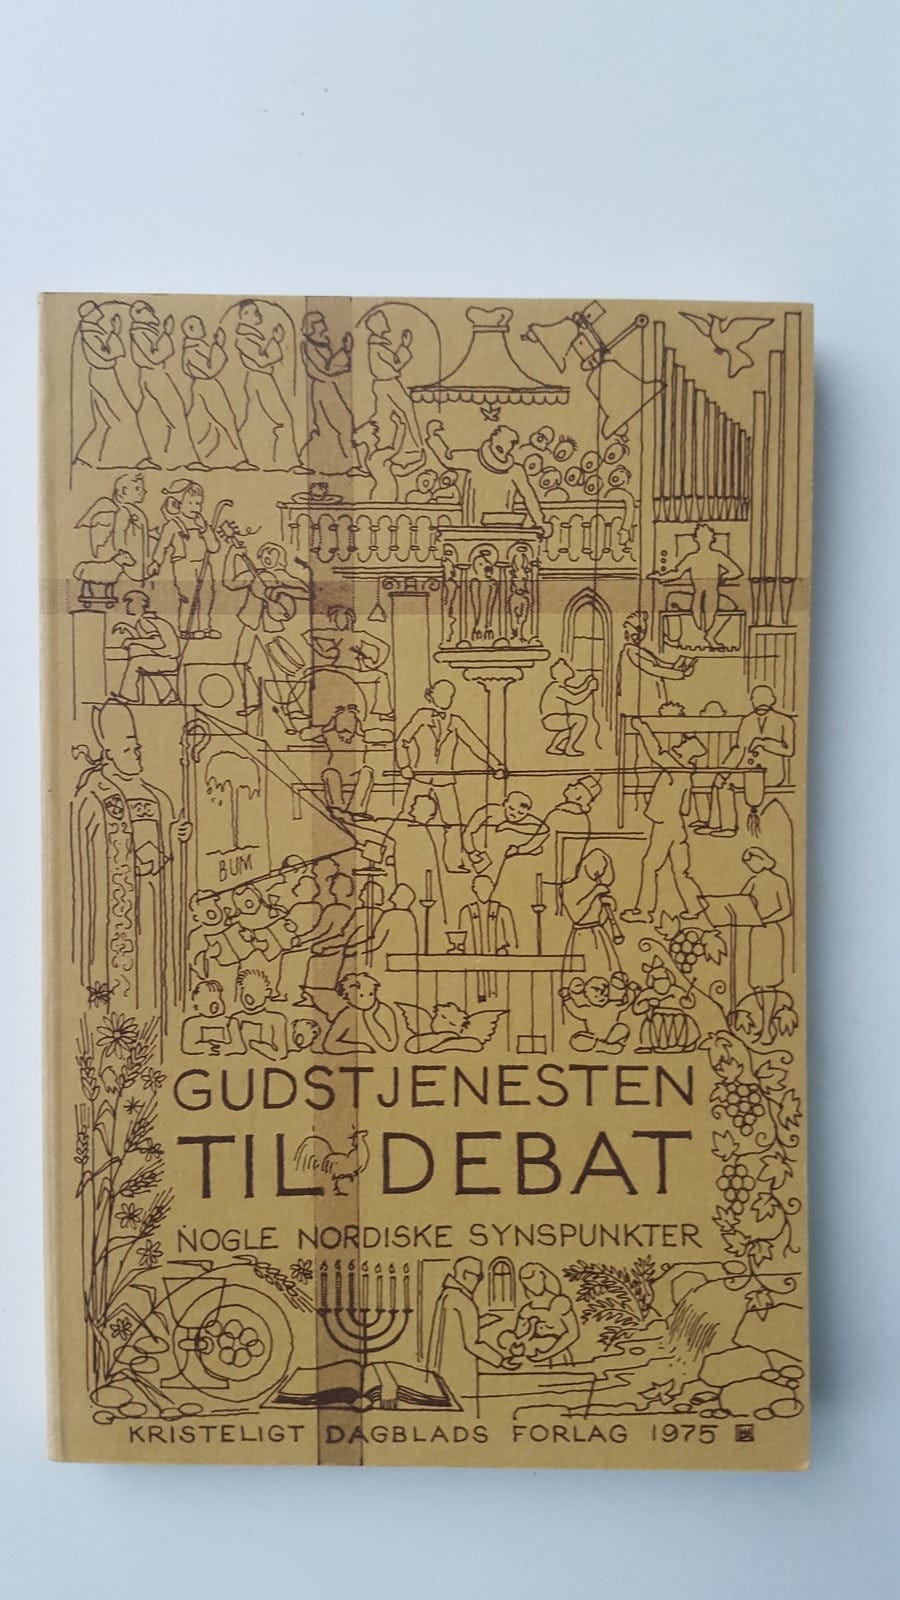 BUM
GUDSTJENESTEN
TIL DEBAT
NOGLE NORDISKE SYNSPUNKTER
KRISTELIGT DAGBLADS FORLAG 1975